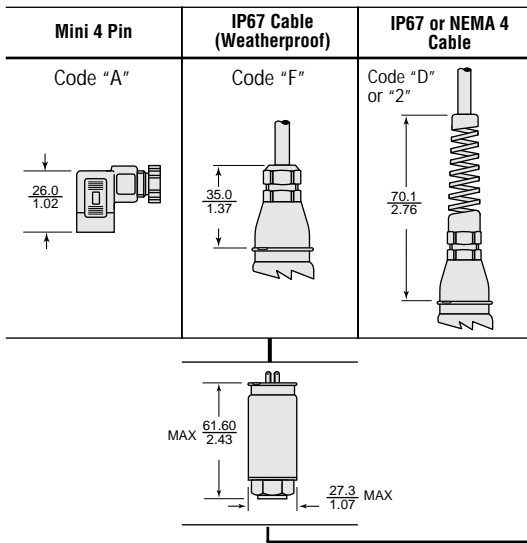 Mini 4 Pin
IP67 Cable
(Weatherproof)
IP67 or NEMA 4
Cable
Code "A"
Code "F"
Code "D"
or "2"
26.0
1.02
35.0
1.37
70.1
2.76
MAX 61.60
2.43
27.3 MAX
1.07